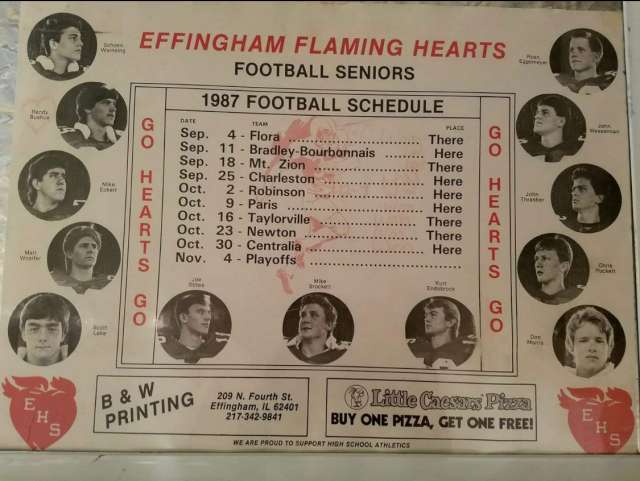 EFFINGHAM FLAMING HEARTS
FOOTBALL SENIORS
1987 FOOTBALL SCHEDULE
DATE TEAM PLACE
Sep. 4 - Flora .................... There
Sep. 11 - Bradley-Bourbonnais .......... Here
Sep. 18 - Mt. Zion .................... There
Sep. 25 - Charleston .................... Here
Oct. 2 - Robinson .................... Here
Oct. 9 - Paris .................... Here
Oct. 16 - Taylorville .................... There
Oct. 23 - Newton .................... There
Oct. 30 - Centralia .................... Here
Nov. 4 - Playoffs ....................
GO HEARTS GO
GO HEARTS GO
Mike
Eckert
Matt
Scott
Lake
Joe
Mike
Brockett
Kurt
Ryan
John
John
Thrasher
Chris
Puckett
Don
Morris
EHS
B & W
PRINTING
209 N. Fourth St.
Effingham, IL 62401
217-342-9841
Little Caesars Pizza
BUY ONE PIZZA, GET ONE FREE!
EHS
WE ARE PROUD TO SUPPORT HIGH SCHOOL ATHLETICS